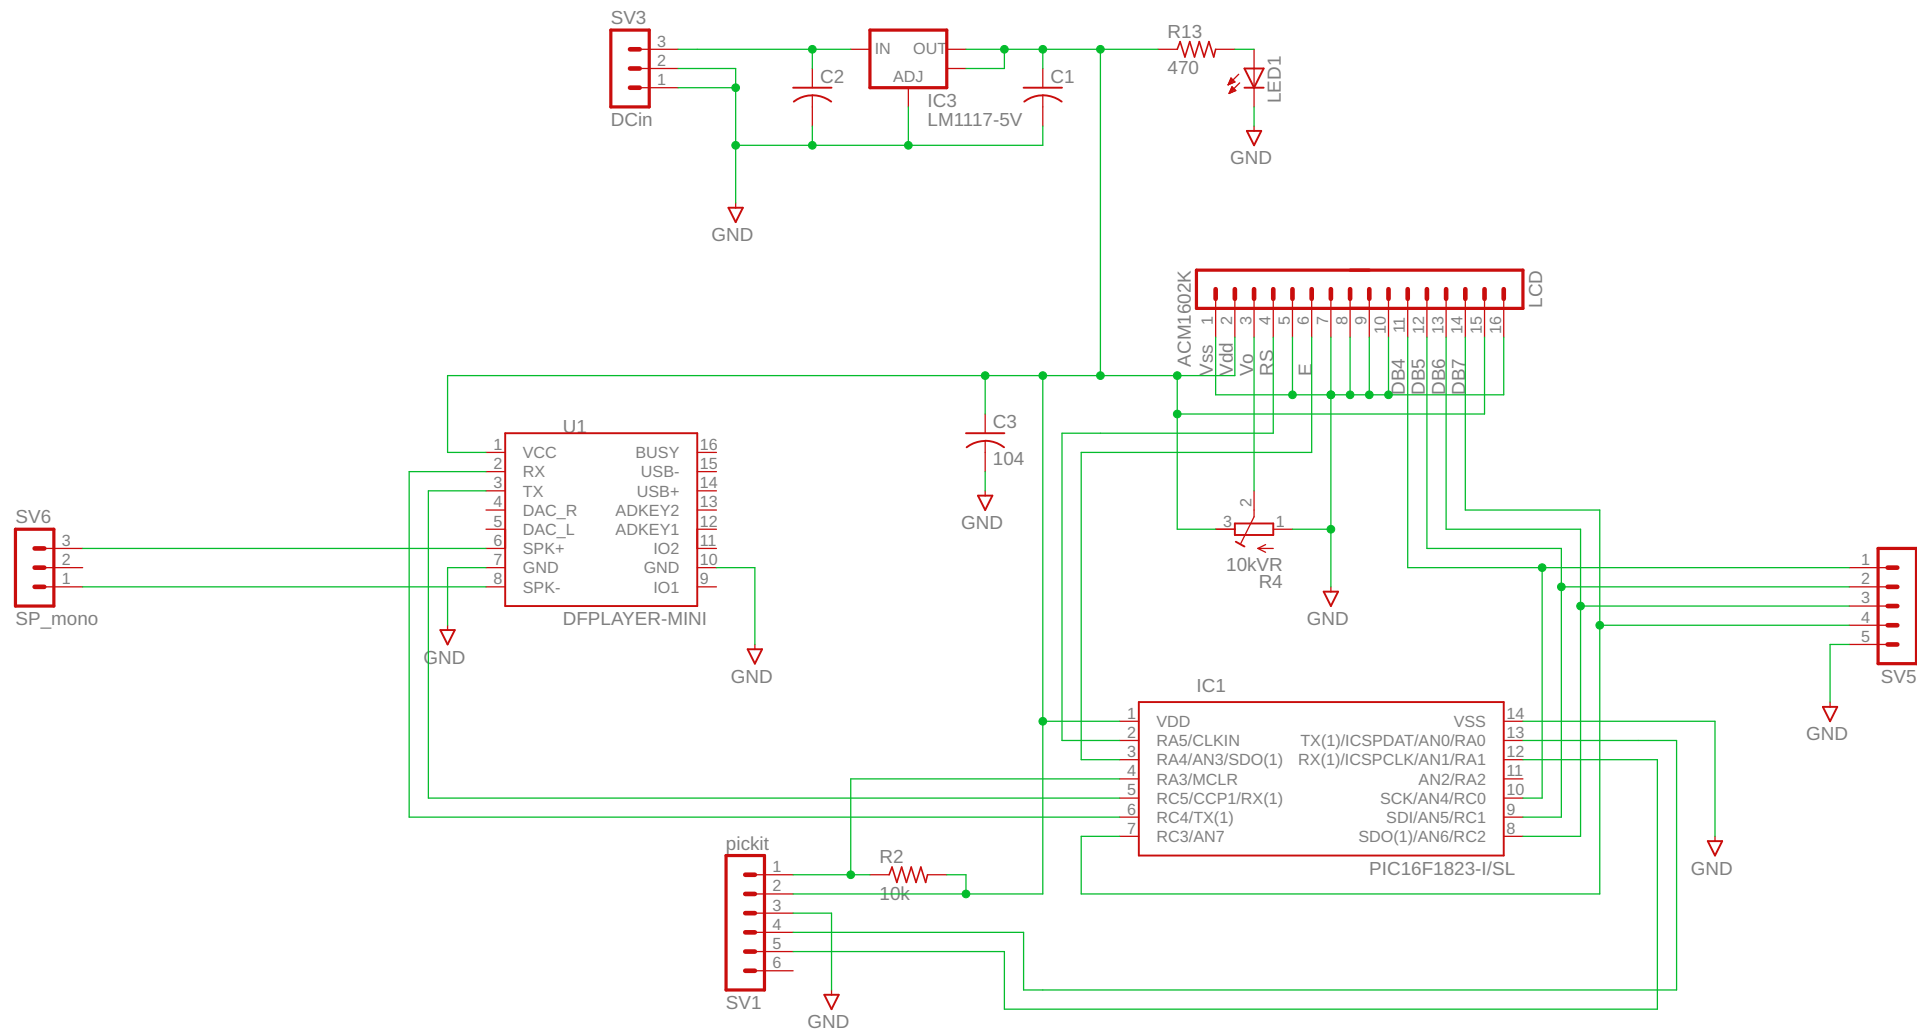 SV3
3
2
1
DCin
C2
IN OUT
ADJ
IC3
LM1117-5V
C1
R13
470
LED1
GND
GND
ACM1602K
LCD
1 2 3 4 5 6 7 8 9 10 11 12 13 14 15 16
Vss Vdd Vo RS E DB4 DB5 DB6 DB7
C3
104
GND
2
3 1
10kVR
R4
GND
U1
1 VCC BUSY 16
2 RX USB- 15
3 TX USB+ 14
4 DAC_R ADKEY2 13
5 DAC_L ADKEY1 12
6 SPK+ IO2 11
7 GND GND 10
8 SPK- IO1 9
DFPLAYER-MINI
GND
GND
SV6
3
2
1
SP_mono
1
2
3
4
5
SV5
GND
IC1
1 VDD VSS 14
2 RA5/CLKIN TX(1)/ICSPDAT/AN0/RA0 13
3 RA4/AN3/SDO(1) RX(1)/ICSPCLK/AN1/RA1 12
4 RA3/MCLR AN2/RA2 11
5 RC5/CCP1/RX(1) SCK/AN4/RC0 10
6 RC4/TX(1) SDI/AN5/RC1 9
7 RC3/AN7 SDO(1)/AN6/RC2 8
PIC16F1823-I/SL
GND
pickit
1
2
3
4
5
6
SV1
R2
10k
GND